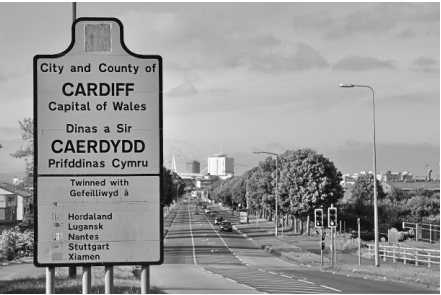 City and County of
CARDIFF
Capital of Wales
Dinas a Sir
CAERDYDD
Prifddinas Cymru
Twinned with
Gefeilliwyd â
Hordaland
Lugansk
Nantes
Stuttgart
Xiamen